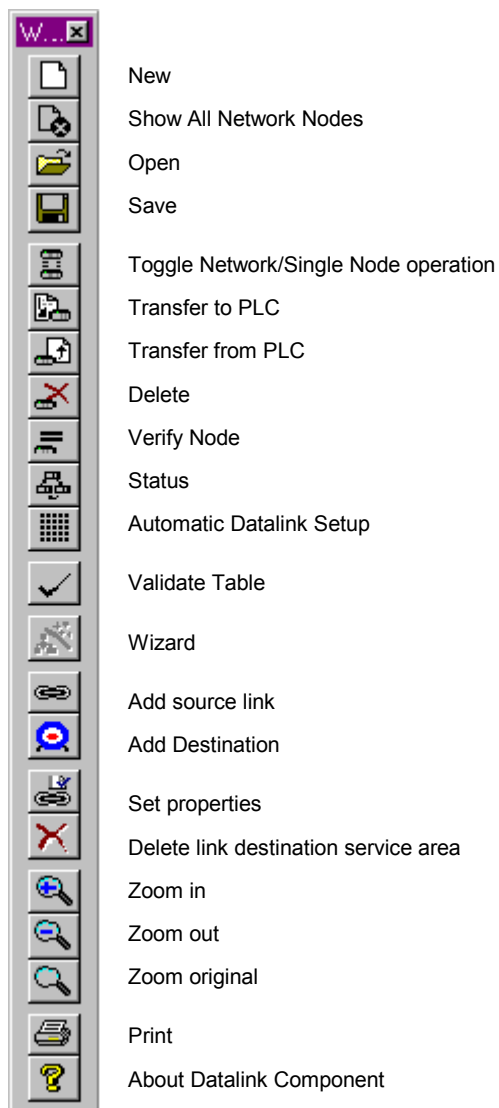 W...
New
Show All Network Nodes
Open
Save
Toggle Network/Single Node operation
Transfer to PLC
Transfer from PLC
Delete
Verify Node
Status
Automatic Datalink Setup
Validate Table
Wizard
Add source link
Add Destination
Set properties
Delete link destination service area
Zoom in
Zoom out
Zoom original
Print
About Datalink Component